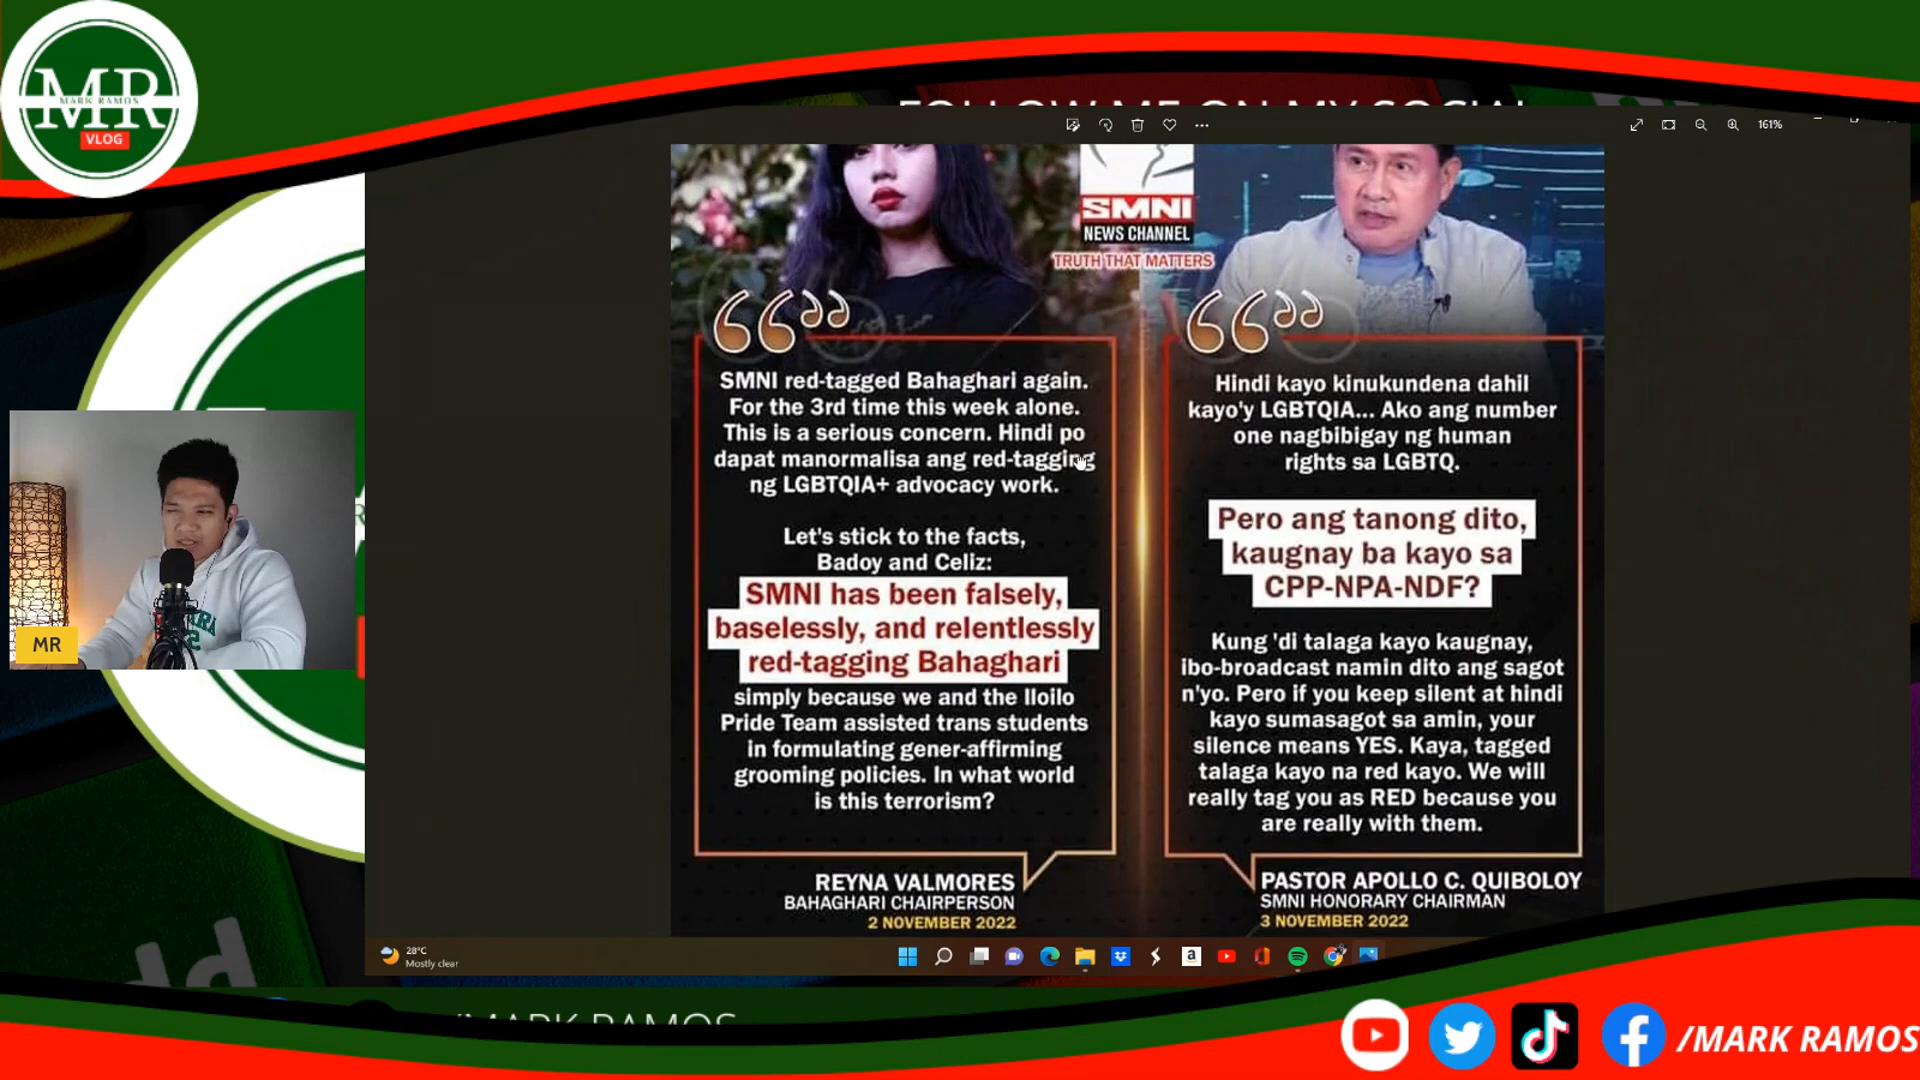 MR
MARK RAMOS
VLOG
FOLLOW ME ON MY SOCIAL
161%
SMNI
NEWS CHANNEL
TRUTH THAT MATTERS
SMNI red-tagged Bahaghari again.
For the 3rd time this week alone.
This is a serious concern. Hindi po
dapat manormalisa ang red-tagging
ng LGBTQIA+ advocacy work.
Let's stick to the facts,
Badoy and Celiz:
SMNI has been falsely,
baselessly, and relentlessly
red-tagging Bahaghari
simply because we and the Iloilo
Pride Team assisted trans students
in formulating gener-affirming
grooming policies. In what world
is this terrorism?
REYNA VALMORES
BAHAGHARI CHAIRPERSON
2 NOVEMBER 2022
Hindi kayo kinukundena dahil
kayo'y LGBTQIA... Ako ang number
one nagbibigay ng human
rights sa LGBTQ.
Pero ang tanong dito,
kaugnay ba kayo sa
CPP-NPA-NDF?
Kung 'di talaga kayo kaugnay,
ibo-broadcast namin dito ang sagot
n'yo. Pero if you keep silent at hindi
kayo sumasagot sa amin, your
silence means YES. Kaya, tagged
talaga kayo na red kayo. We will
really tag you as RED because you
are really with them.
PASTOR APOLLO C. QUIBOLOY
SMNI HONORARY CHAIRMAN
3 NOVEMBER 2022
MR
28°C
Mostly clear
/MARK RAMOS
/MARK RAMOS